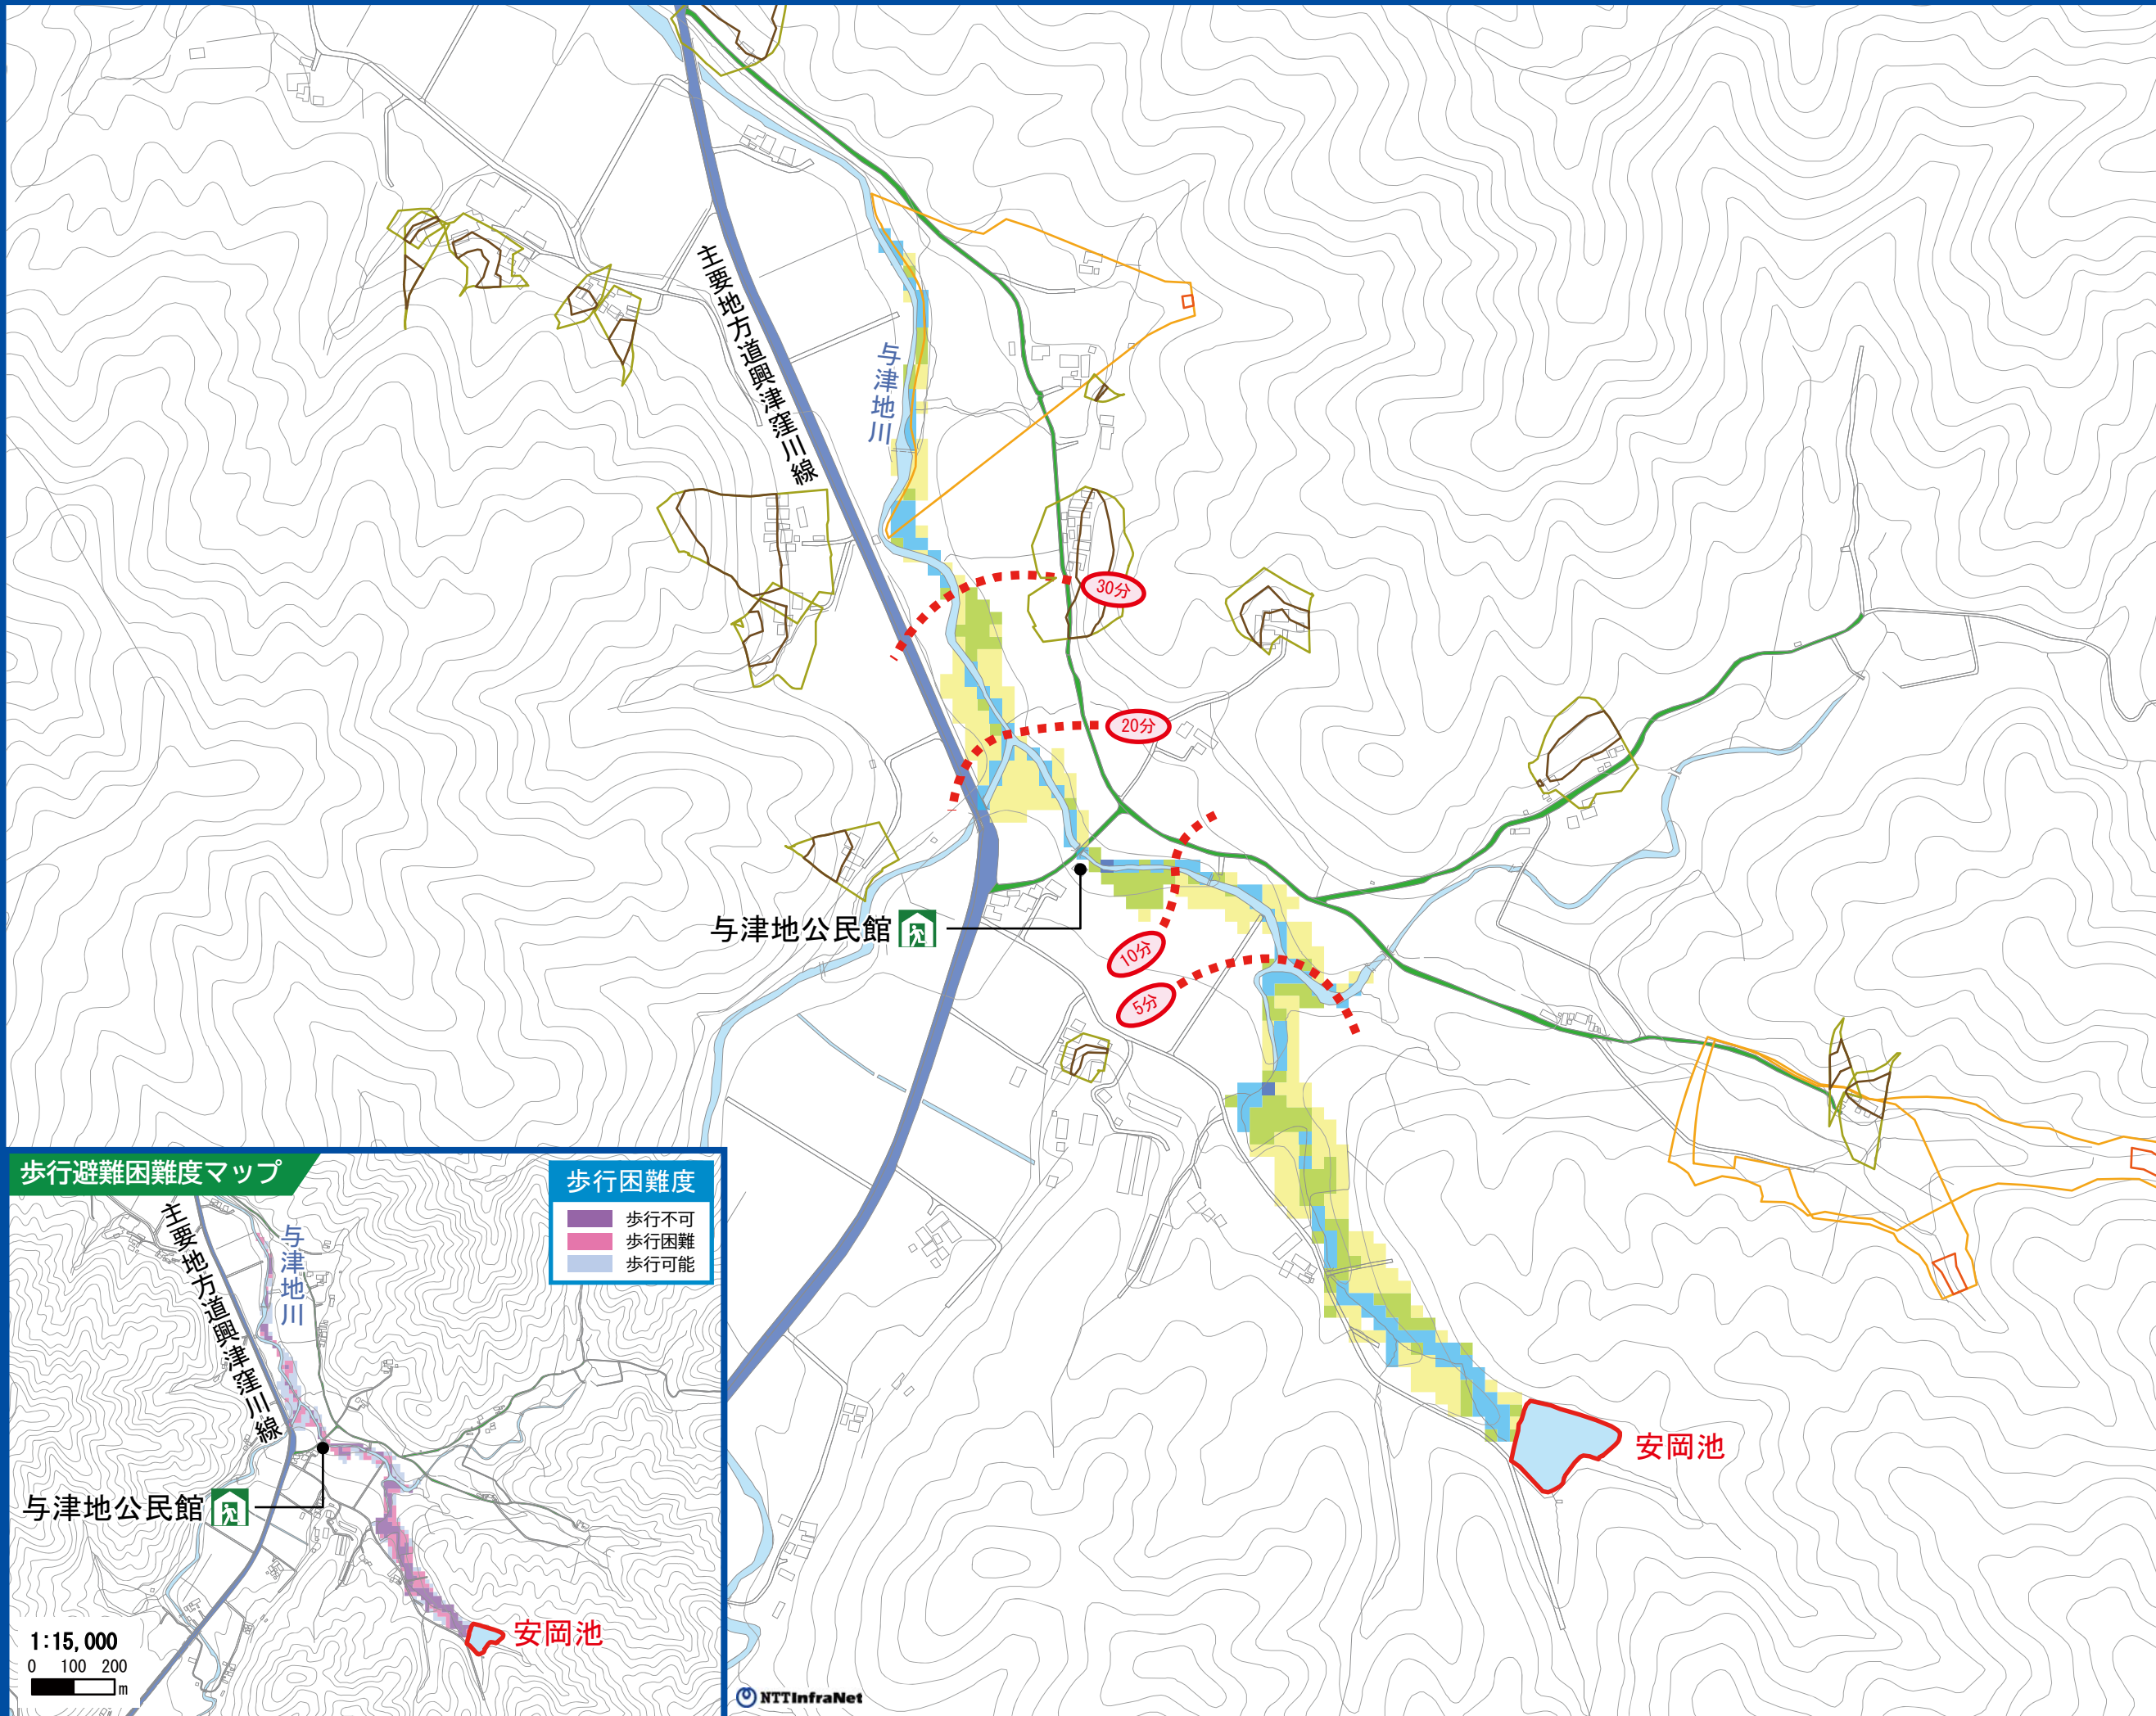 主要地方道興津窪川線
与津地川
30分
20分
10分
5分
与津地公民館
安岡池
歩行避難困難度マップ
歩行困難度
歩行不可
歩行困難
歩行可能
主要地方道興津窪川線
与津地川
与津地公民館
安岡池
1:15,000
0 100 200
m
NTTInfraNet